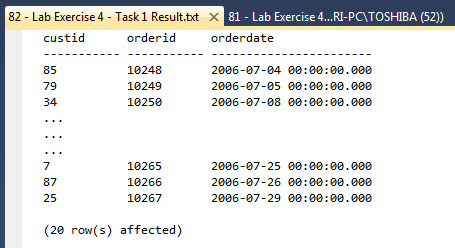 82 - Lab Exercise 4 - Task 1 Result.txt × 81 - Lab Exercise 4...RI-PC\TOSHIBA (52))
custid orderid orderdate
----------- ----------- -----------------------
85 10248 2006-07-04 00:00:00.000
79 10249 2006-07-05 00:00:00.000
34 10250 2006-07-08 00:00:00.000
...
...
...
7 10265 2006-07-25 00:00:00.000
87 10266 2006-07-26 00:00:00.000
25 10267 2006-07-29 00:00:00.000
(20 row(s) affected)